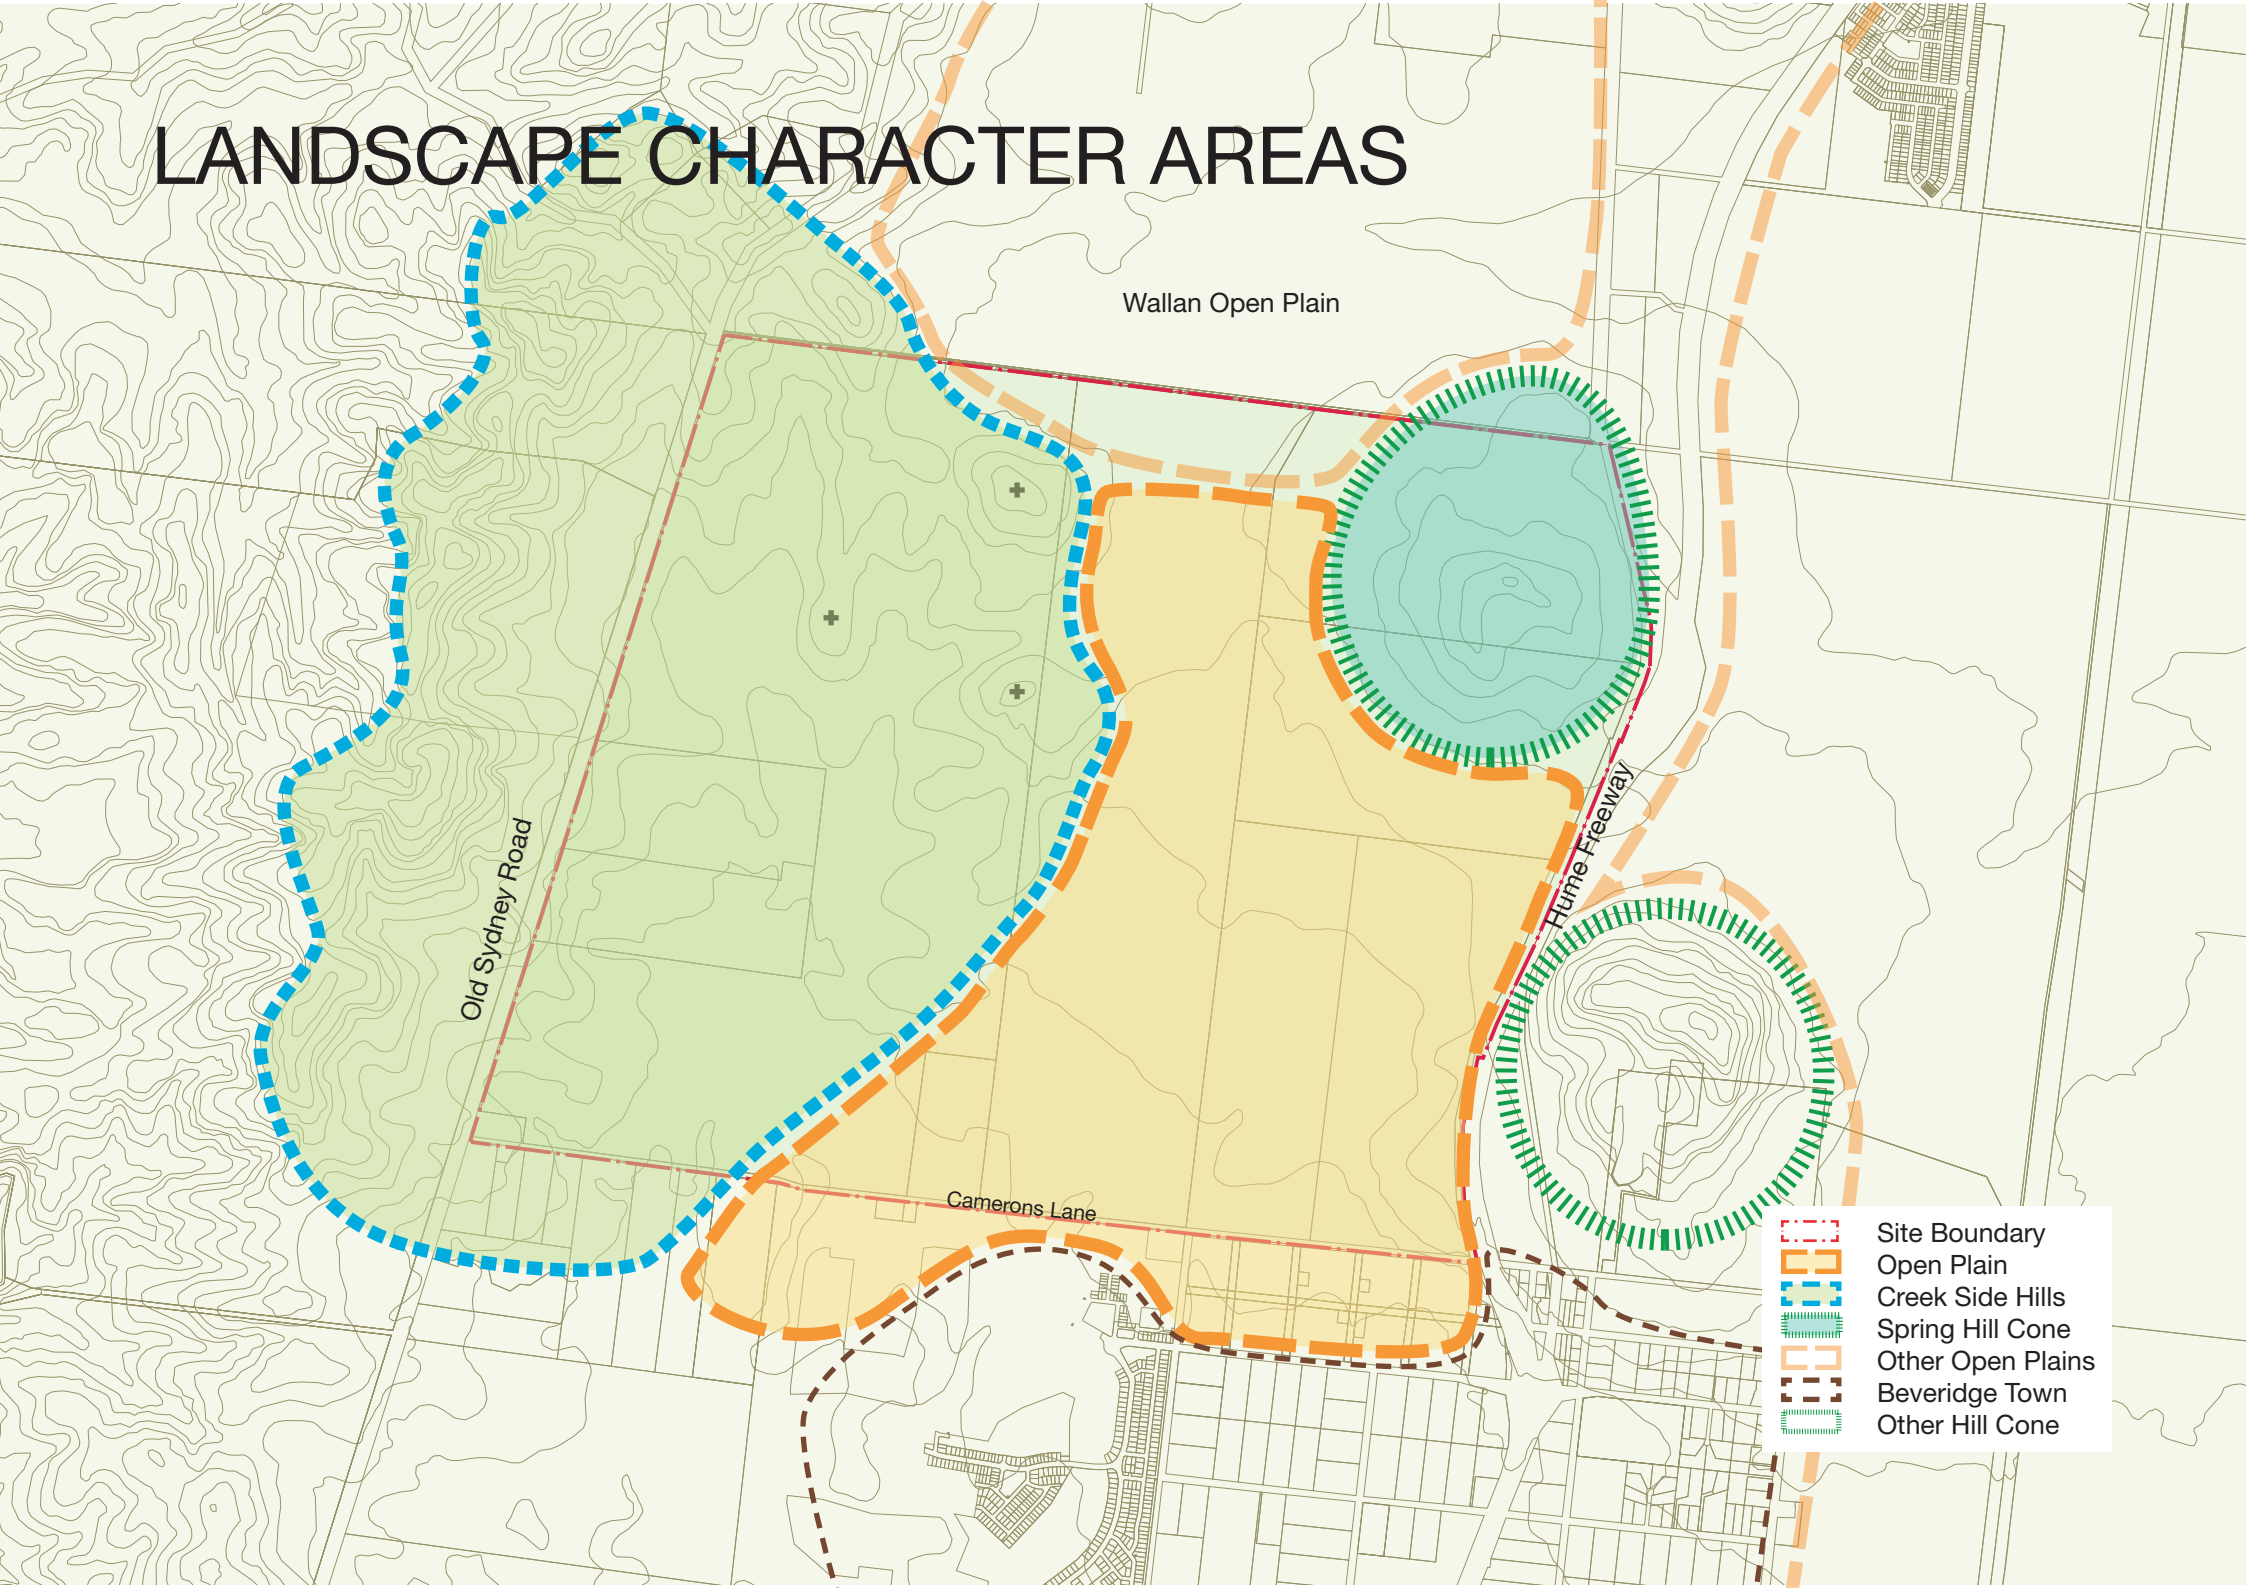 LANDSCAPE CHARACTER AREAS
Wallan Open Plain
Old Sydney Road
Hume Freeway
Camerons Lane
Site Boundary
Open Plain
Creek Side Hills
Spring Hill Cone
Other Open Plains
Beveridge Town
Other Hill Cone